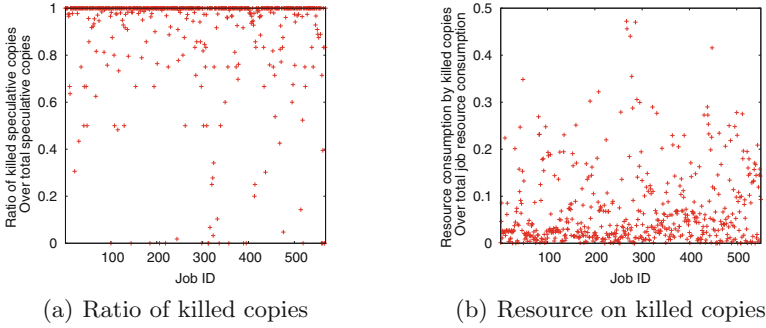 Ratio of killed speculative copies
Over total speculative copies
1
0.8
0.6
0.4
0.2
0
100
200
300
400
500
Job ID
(a) Ratio of killed copies
Resource consumption by killed copies
Over total job resource consumption
0.5
0.4
0.3
0.2
0.1
0
100
200
300
400
500
Job ID
(b) Resource on killed copies